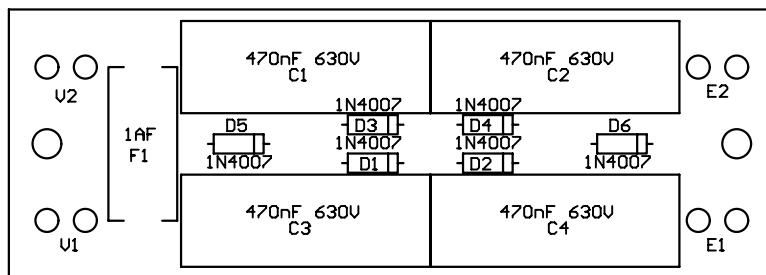 470nF 630V
C1
470nF 630V
C2
V2
E2
1N4007
1N4007
D5
D3
D4
D6
1AF
F1
1N4007
1N4007
1N4007
D1
D2
1N4007
470nF 630V
C3
470nF 630V
C4
V1
E1